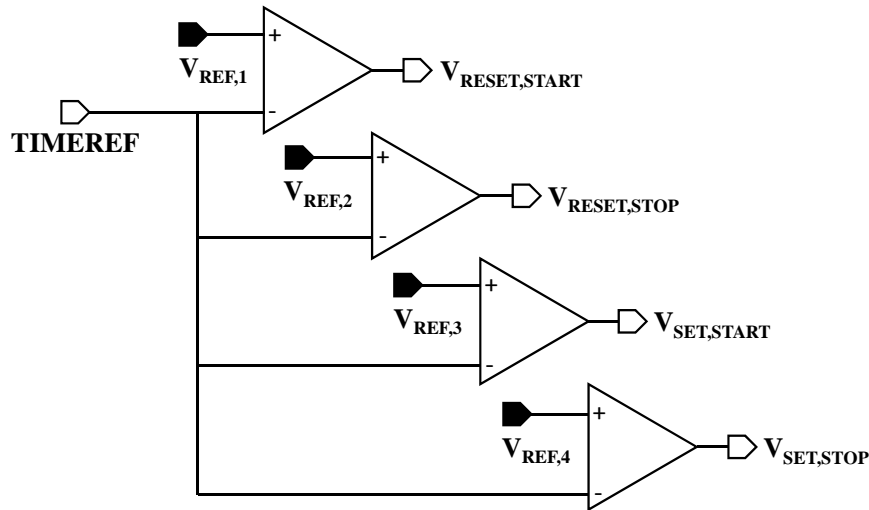 +
V_REF,1
-
V_RESET,START
TIMEREF
+
V_REF,2
-
V_RESET,STOP
+
V_REF,3
-
V_SET,START
+
V_REF,4
-
V_SET,STOP